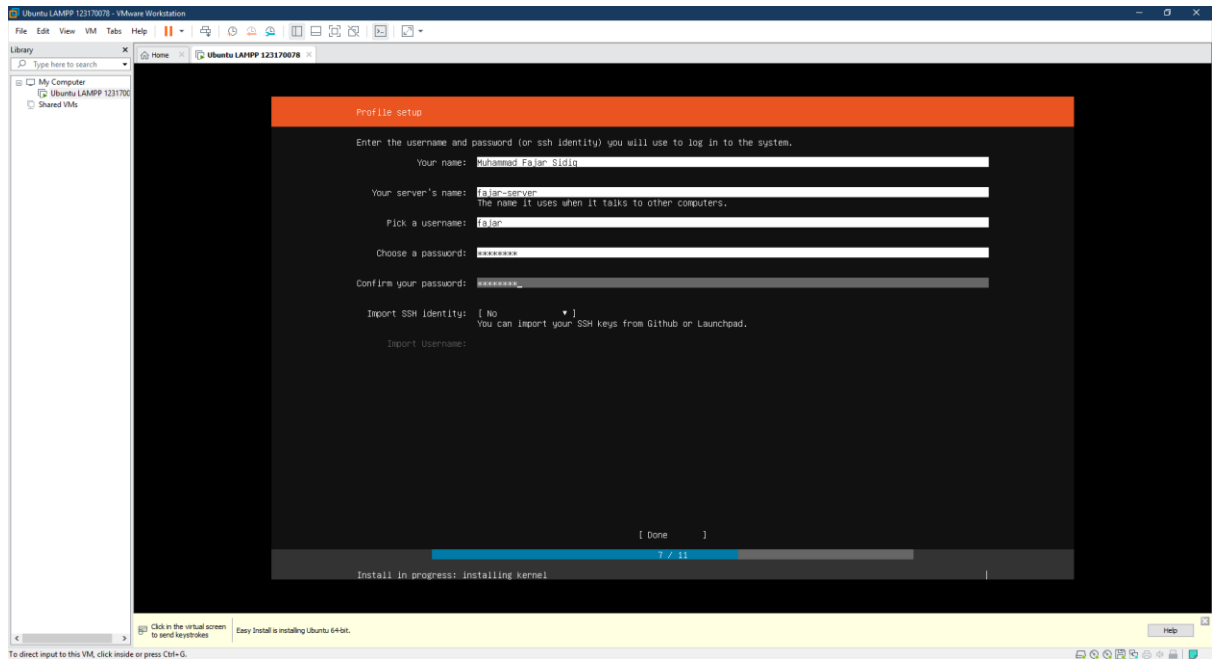 Ubuntu LAMPP 123170078 - VMware Workstation
File Edit View VM Tabs Help
Library
Home
Ubuntu LAMPP 123170078
Type here to search
My Computer
Ubuntu LAMPP 1231700
Shared VMs
Profile setup
Enter the username and password (or ssh identity) you will use to log in to the system.
Your name: Muhammad Fajar Sidiq
Your server's name: fajar-server
The name it uses when it talks to other computers.
Pick a username: fajar
Choose a password: ********
Confirm your password: ********_
Import SSH identity: [ No ▼ ]
You can import your SSH keys from Github or Launchpad.
Import Username:
[ Done ]
7 / 11
Install in progress: installing kernel
Click in the virtual screen
to send keystrokes
Easy Install is installing Ubuntu 64-bit.
Help
To direct input to this VM, click inside or press Ctrl+G.